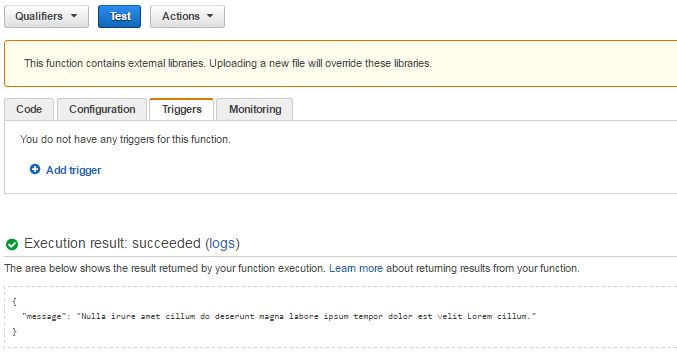 Qualifiers Test Actions
This function contains external libraries. Uploading a new file will override these libraries.
Code Configuration Triggers Monitoring
You do not have any triggers for this function.
Add trigger
Execution result: succeeded (logs)
The area below shows the result returned by your function execution. Learn more about returning results from your function.
{
"message": "Nulla irure amet cillum do deserunt magna labore ipsum tempor dolor est velit Lorem cillum."
}